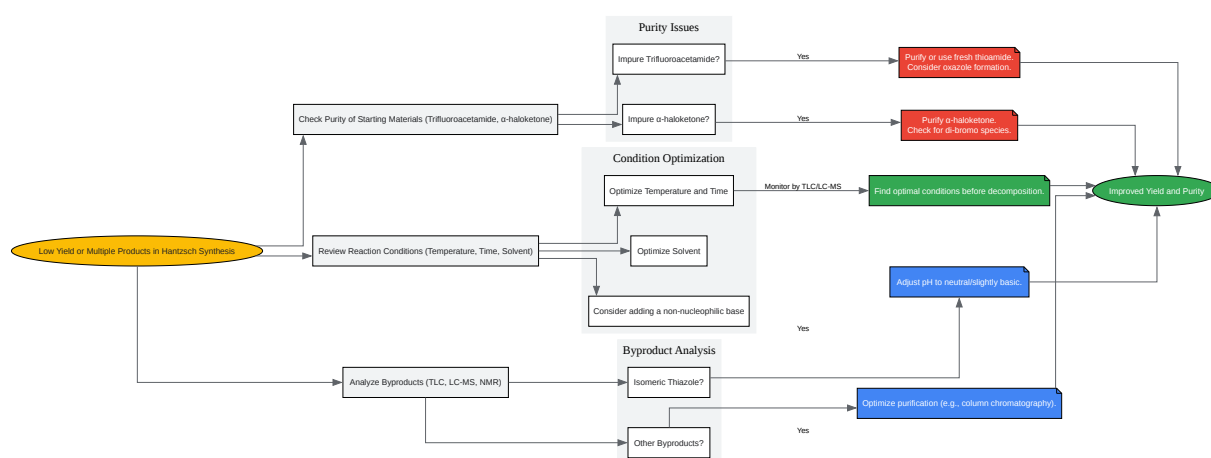 Purity Issues
Impure Trifluoroacetamide?
Yes
Purify or use fresh thioamide.
Consider oxazole formation.
Check Purity of Starting Materials (Trifluoroacetamide, α-haloketone)
Impure α-haloketone?
Yes
Purify α-haloketone.
Check for di-bromo species.
Condition Optimization
Optimize Temperature and Time
Monitor by TLC/LC-MS
Find optimal conditions before decomposition.
Improved Yield and Purity
Low Yield or Multiple Products in Hantzsch Synthesis
Review Reaction Conditions (Temperature, Time, Solvent)
Optimize Solvent
Adjust pH to neutral/slightly basic.
Consider adding a non-nucleophilic base
Yes
Byproduct Analysis
Analyze Byproducts (TLC, LC-MS, NMR)
Isomeric Thiazole?
Optimize purification (e.g., column chromatography).
Other Byproducts?
Yes